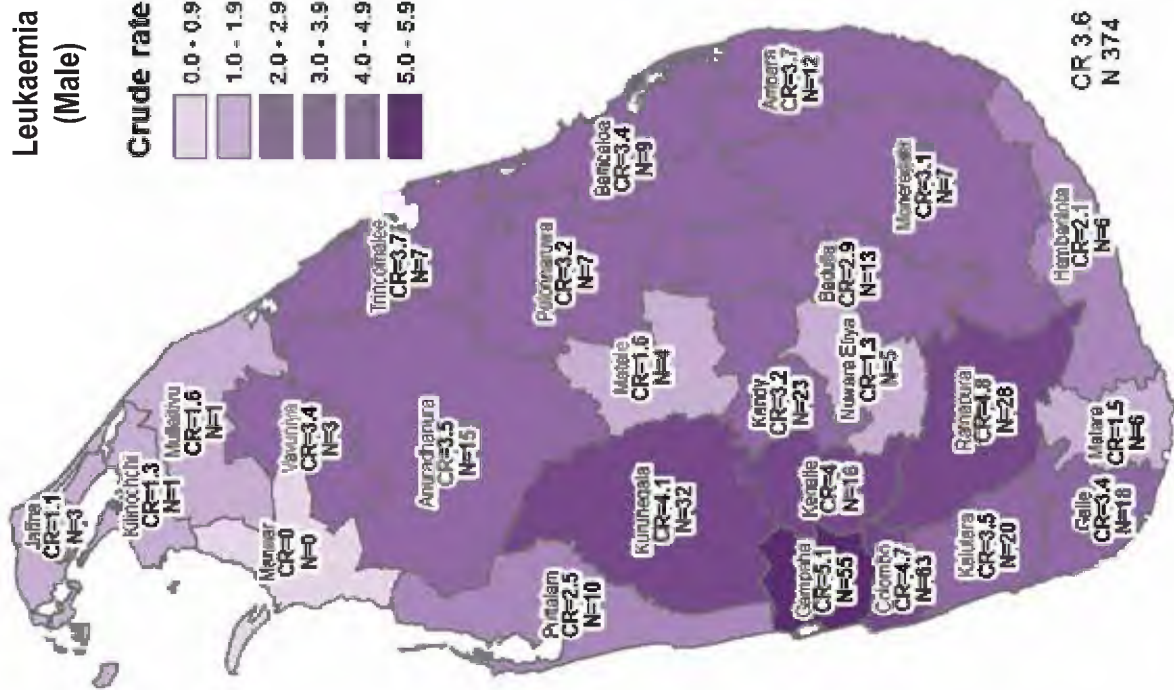 Leukaemia
(Male)
Crude rate
0.0 - 0.9
1.0 - 1.9
2.0 - 2.9
3.0 - 3.9
4.0 - 4.9
5.0 - 5.9
Jaffna
CR=1.1
N=3
Kilinochchi
CR=1.3
N=1
Mullaitivu
CR=1.6
N=1
Mannar
CR=0
N=0
Vavuniya
CR=3.4
N=3
Trincomalee
CR=3.7
N=7
Anuradhapura
CR=3.5
N=15
Polonnaruwa
CR=3.2
N=7
Batticaloa
CR=3.4
N=9
Puttalam
CR=2.5
N=10
Kurunegala
CR=4.1
N=32
Matale
CR=1.6
N=4
Ampara
CR=3.7
N=12
Kandy
CR=3.2
N=23
Badulla
CR=2.9
N=13
Nuwara Eliya
CR=1.3
N=5
Monaragala
CR=3.1
N=7
Gampaha
CR=5.1
N=55
Kegalle
CR=4
N=16
Colombo
CR=4.7
N=63
Ratnapura
CR=4.8
N=28
Kalutara
CR=3.5
N=20
Galle
CR=3.4
N=18
Matara
CR=1.5
N=6
Hambantota
CR=2.1
N=6
CR 3.6
N 374